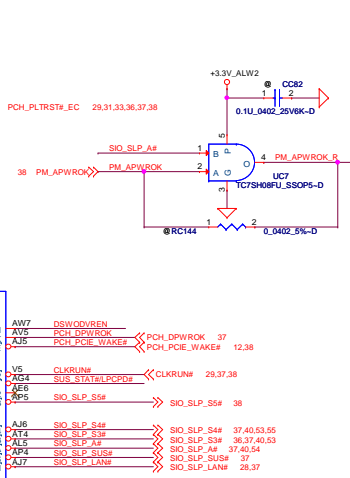 +3.3V_ALW2
@ CC82
1 2
0.1U_0402_25V6K~D
PCH_PLTRST#_EC 29,31,33,36,37,38
5
SIO_SLP_A# 1 B P
O 4 PM_APWROK_R
38 PM_APWROK PM_APWROK 2 A G
UC7
TC7SH08FU_SSOP5~D
3
@RC144 1 2 0_0402_5%~D
AW7 DSWODVREN
AV5 PCH_DPWROK PCH_DPWROK 37
AJ5 PCH_PCIE_WAKE# PCH_PCIE_WAKE# 12,38
V5 CLKRUN# CLKRUN# 29,37,38
AG4 SUS_STAT#/LPCPD#
AE6
AP5 SIO_SLP_S5# SIO_SLP_S5# 38
AJ6 SIO_SLP_S4# SIO_SLP_S4# 37,40,53,55
AT4 SIO_SLP_S3# SIO_SLP_S3# 36,37,40,53
AL5 SIO_SLP_A# SIO_SLP_A# 37,40,54
AP4 SIO_SLP_SUS# SIO_SLP_SUS# 37
AJ7 SIO_SLP_LAN# SIO_SLP_LAN# 28,37